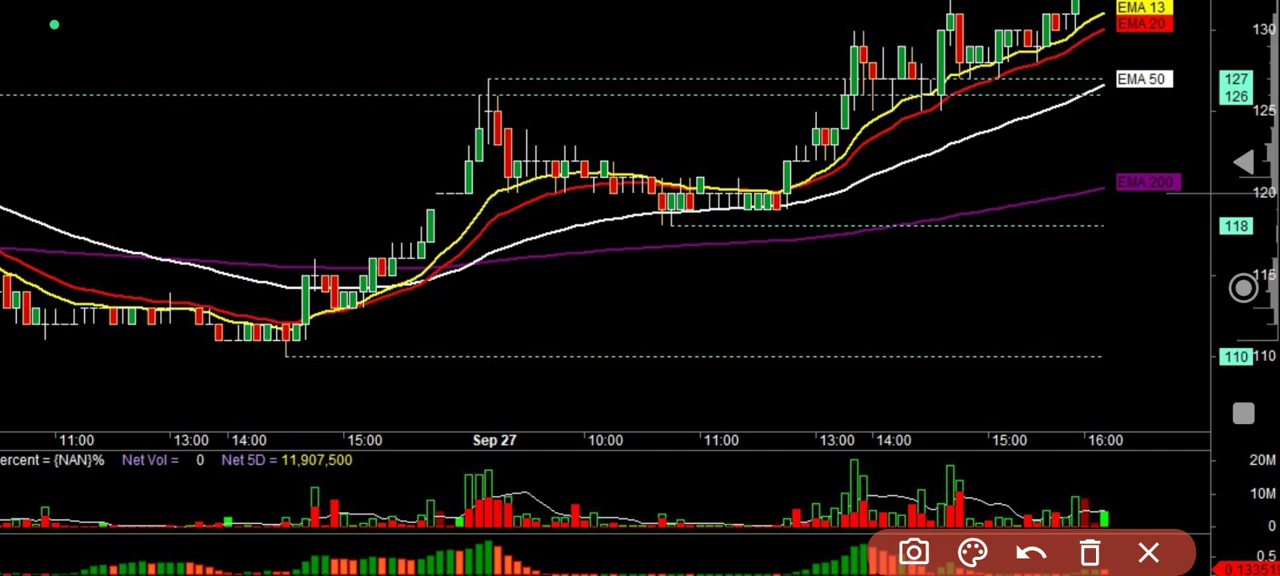 EMA 13
130
EMA 20
EMA 50
127
126
125
EMA 200
120
118
115
110 110
11:00 13:00 14:00 15:00 Sep 27 10:00 11:00 13:00 14:00 15:00 16:00
ercent = {NAN}% Net Vol = 0 Net 5D = 11,907,500
20M
10M
0
0.5